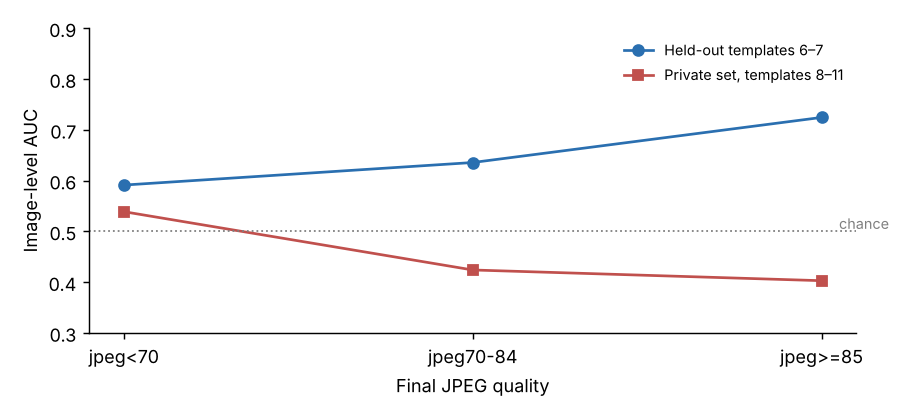 0.9
0.8
0.7
0.6
0.5
0.4
0.3
Image-level AUC
Held-out templates 6–7
Private set, templates 8–11
chance
jpeg<70
jpeg70-84
jpeg>=85
Final JPEG quality